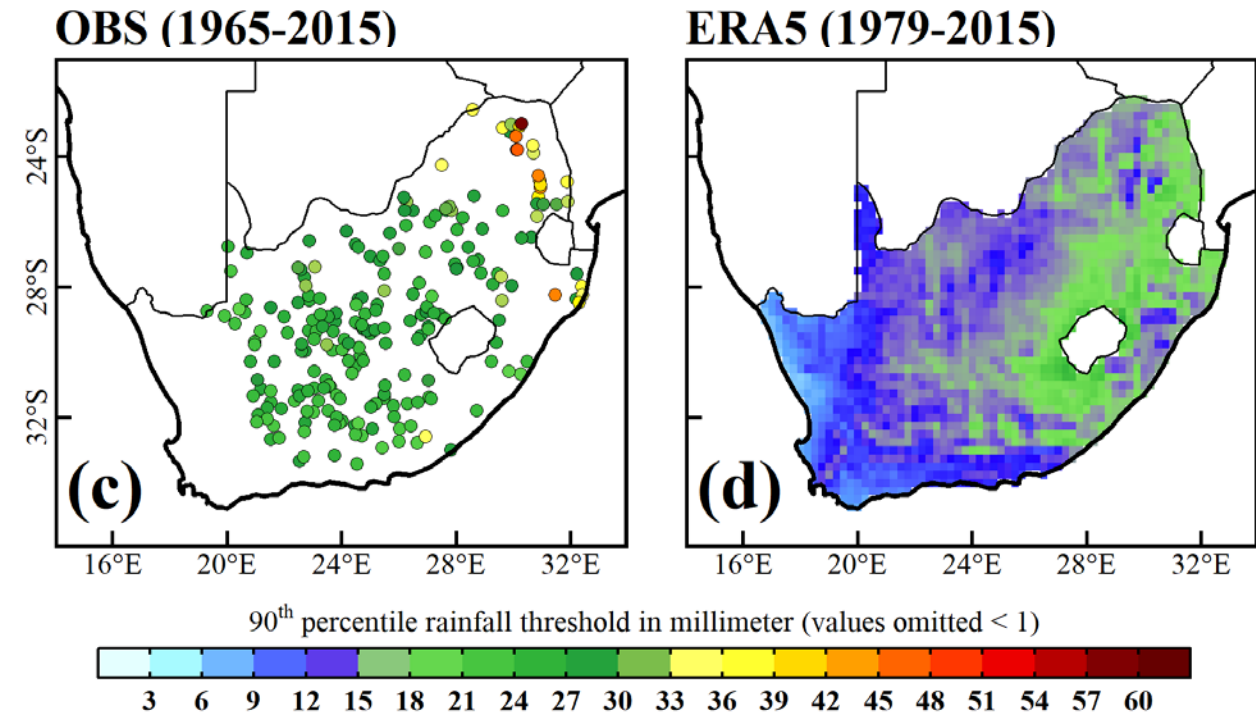 OBS (1965-2015)
ERA5 (1979-2015)
24°S
28°S
32°S
(c)
(d)
16°E 20°E 24°E 28°E 32°E
16°E 20°E 24°E 28°E 32°E
90th percentile rainfall threshold in millimeter (values omitted < 1)
3 6 9 12 15 18 21 24 27 30 33 36 39 42 45 48 51 54 57 60